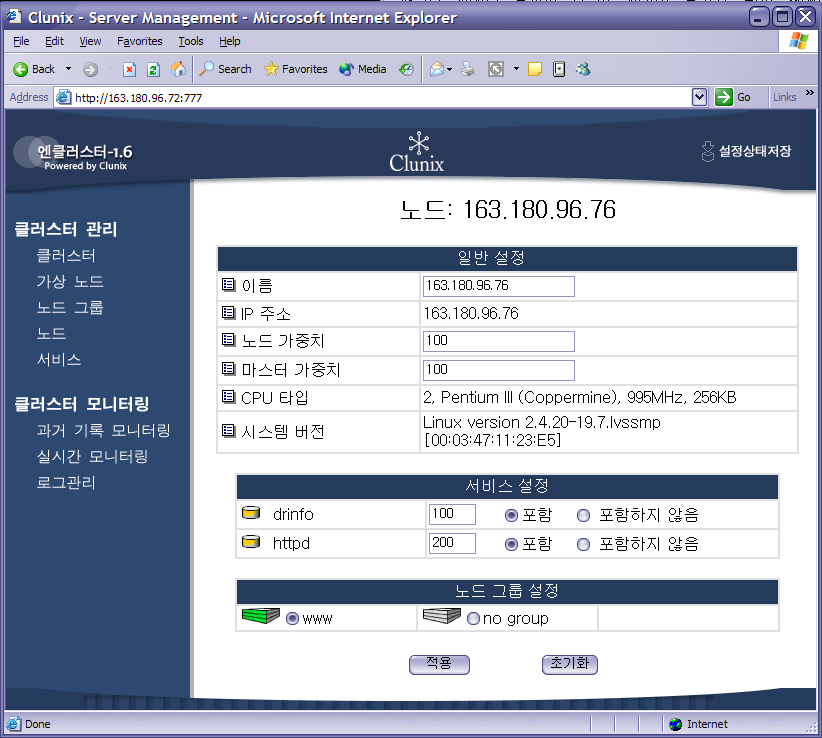 Clunix - Server Management - Microsoft Internet Explorer
File Edit View Favorites Tools Help
Back Search Favorites Media
Address http://163.180.96.72:777 Go Links »
엔클러스터-1.6
Powered by Clunix
Clunix
설정상태저장
클러스터 관리
클러스터
가상 노드
노드 그룹
노드
서비스
클러스터 모니터링
과거 기록 모니터링
실시간 모니터링
로그관리
노드: 163.180.96.76
일반 설정
이름 163.180.96.76
IP 주소 163.180.96.76
노드 가중치 100
마스터 가중치 100
CPU 타입 2, Pentium III (Coppermine), 995MHz, 256KB
시스템 버전 Linux version 2.4.20-19.7.lvssmp
[00:03:47:11:23:E5]
서비스 설정
drinfo 100 포함 포함하지 않음
httpd 200 포함 포함하지 않음
노드 그룹 설정
www no group
적용 초기화
Done Internet